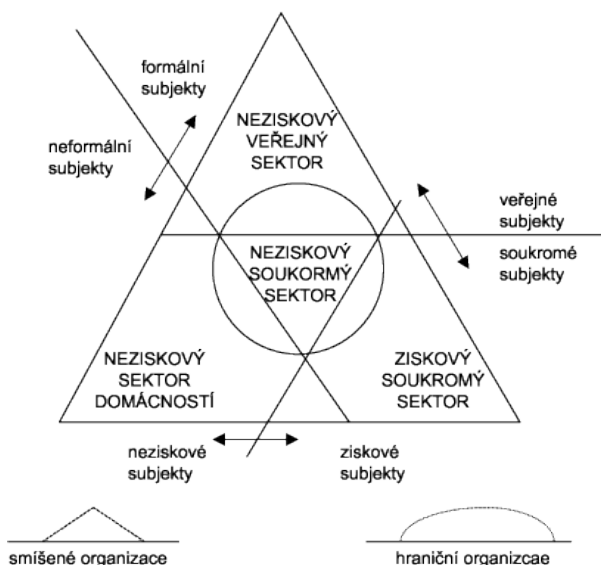 formální
subjekty
neformální
subjekty
NEZISKOVÝ
VEŘEJNÝ
SEKTOR
veřejné
subjekty
soukromé
subjekty
NEZISKOVÝ
SOUKORMÝ
SEKTOR
NEZISKOVÝ
SEKTOR
DOMÁCNOSTÍ
ZISKOVÝ
SOUKROMÝ
SEKTOR
neziskové
subjekty
ziskové
subjekty
smíšené organizace
hraniční organizcae